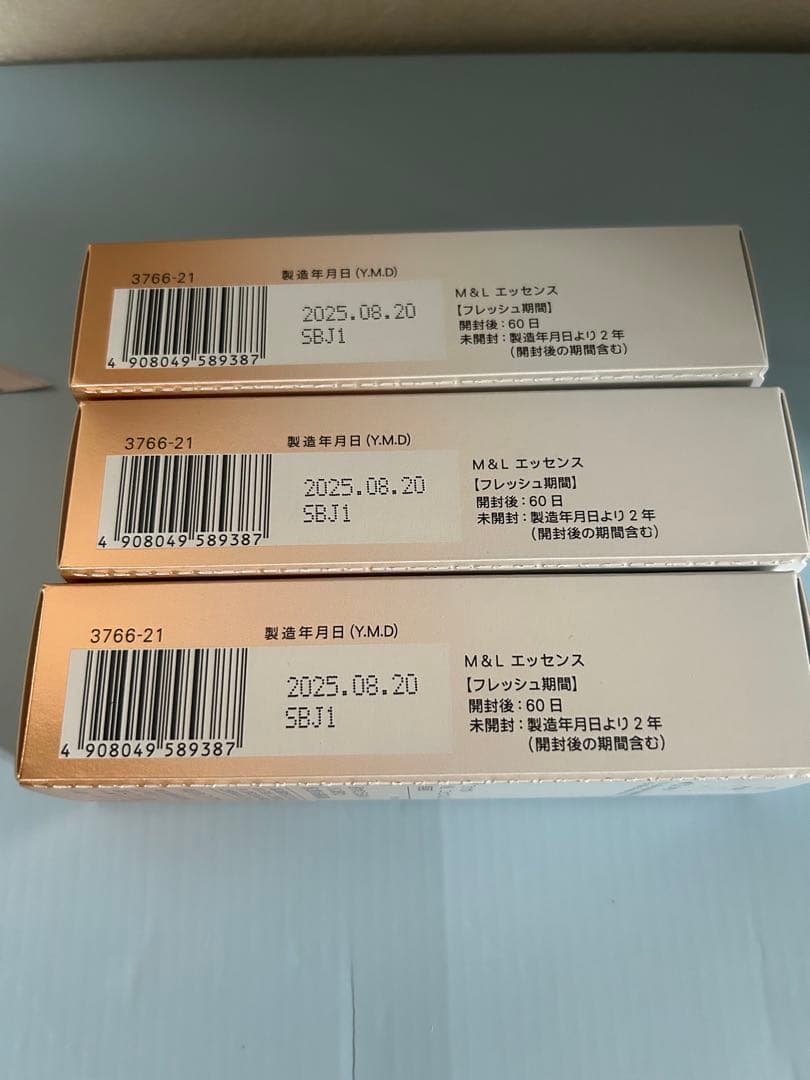 3766-21
製造年月日(Y.M.D)
2025.08.20
SBJ1
4 908049 589387
M&L エッセンス
【フレッシュ期間】
開封後:60日
未開封:製造年月日より2年
(開封後の期間含む)
3766-21
製造年月日(Y.M.D)
2025.08.20
SBJ1
4 908049 589387
M&L エッセンス
【フレッシュ期間】
開封後:60日
未開封:製造年月日より2年
(開封後の期間含む)
3766-21
製造年月日(Y.M.D)
2025.08.20
SBJ1
4 908049 589387
M&L エッセンス
【フレッシュ期間】
開封後:60日
未開封:製造年月日より2年
(開封後の期間含む)